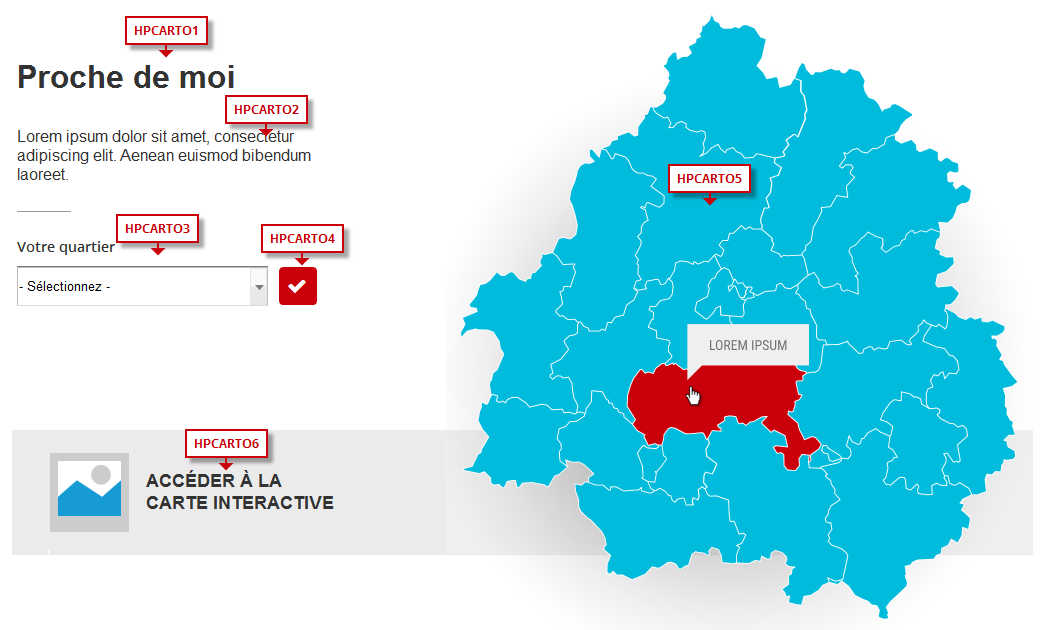 HPCARTO1
Proche de moi
HPCARTO2
Lorem ipsum dolor sit amet, consectetur
adipiscing elit. Aenean euismod bibendum
laoreet.
HPCARTO3
HPCARTO4
Votre quartier
- Sélectionnez -
HPCARTO5
LOREM IPSUM
HPCARTO6
ACCÉDER À LA
CARTE INTERACTIVE